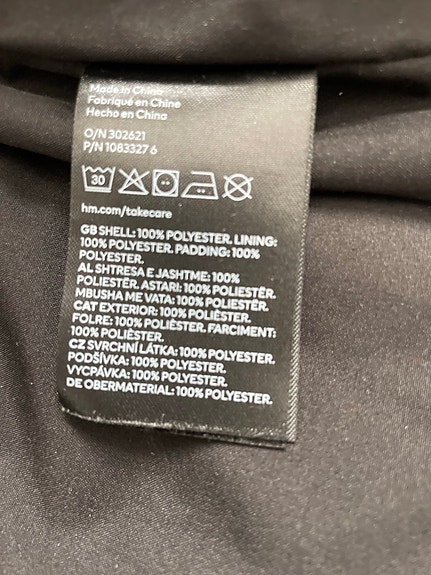 Made in China
Fabriqué en Chine
Hecho en China
O/N 302621
P/N 1083327 6
30
hm.com/takecare
GB SHELL: 100% POLYESTER. LINING:
100% POLYESTER. PADDING: 100%
POLYESTER.
AL SHTRESA E JASHTME: 100%
POLIESTËR. ASTARI: 100% POLIESTËR.
MBUSHA ME VATA: 100% POLIESTËR.
CAT EXTERIOR: 100% POLIÈSTER.
FOLRE: 100% POLIÈSTER. FARCIMENT:
100% POLIÈSTER.
CZ SVRCHNÍ LÁTKA: 100% POLYESTER.
PODŠÍVKA: 100% POLYESTER.
VYCPÁVKA: 100% POLYESTER.
DE OBERMATERIAL: 100% POLYESTER.